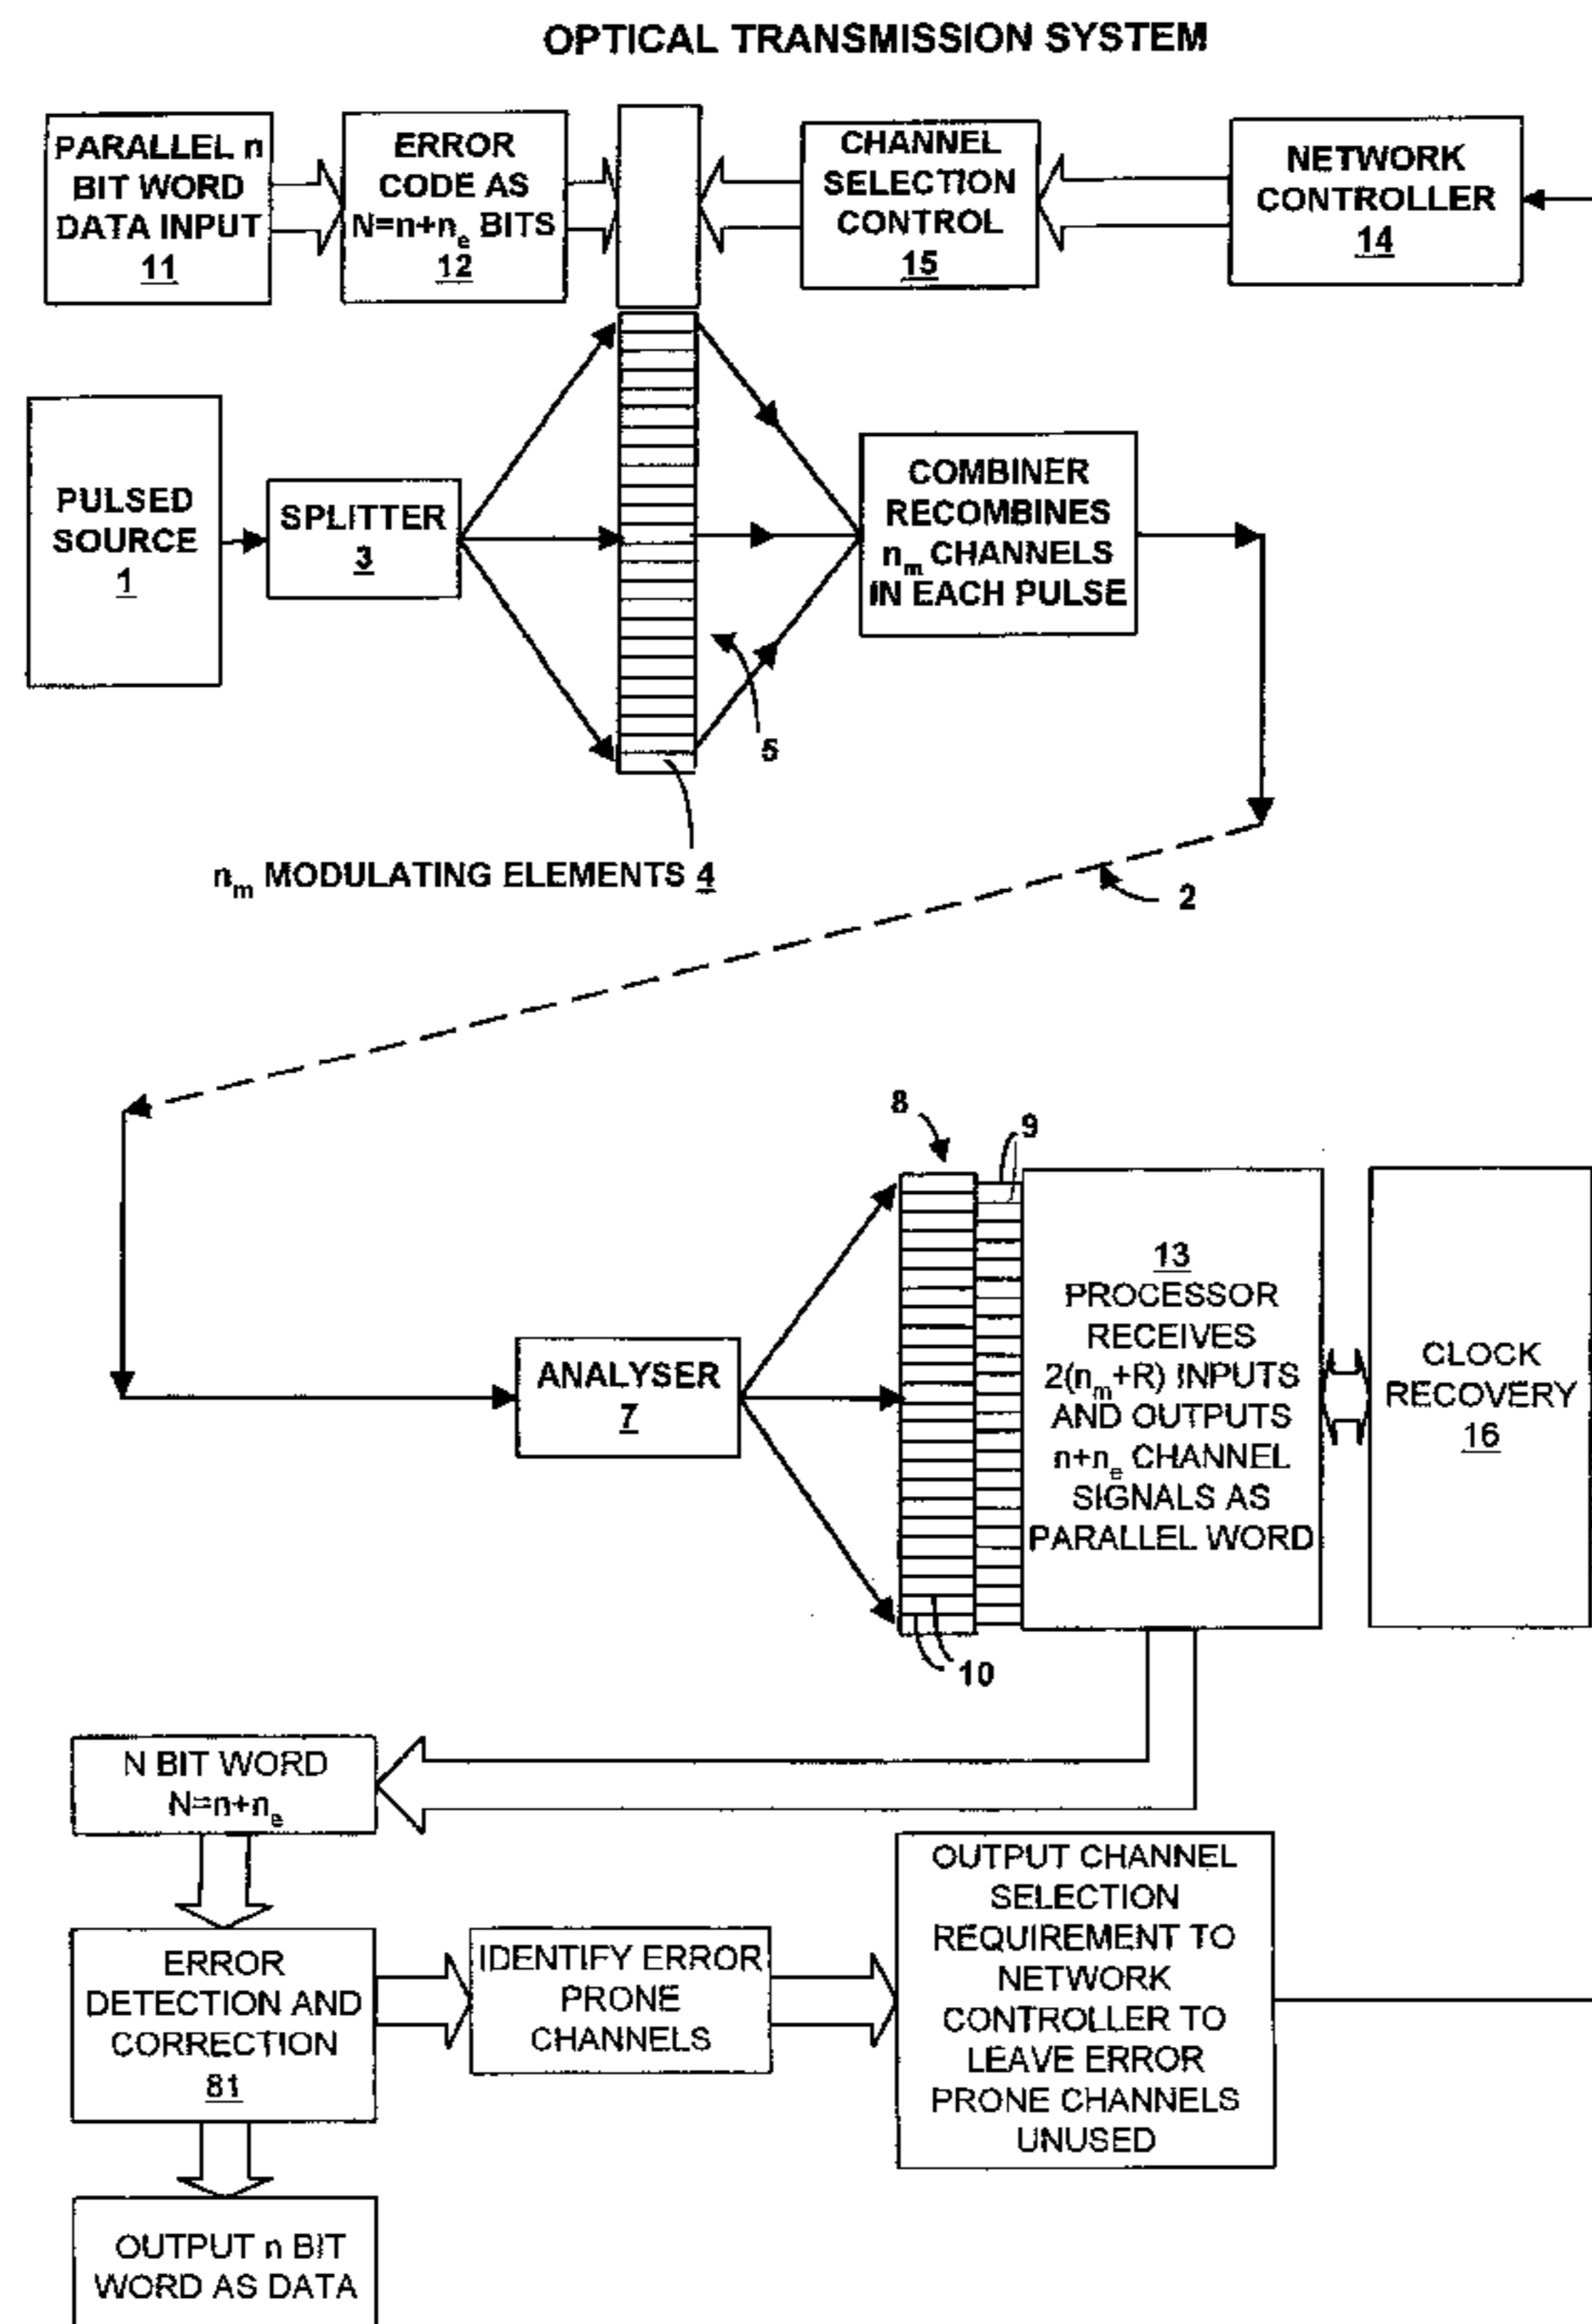 OPTICAL TRANSMISSION SYSTEM
PARALLEL n
BIT WORD
DATA INPUT
11
ERROR
CODE AS
N=n+nₑ BITS
12
CHANNEL
SELECTION
CONTROL
15
NETWORK
CONTROLLER
14
PULSED
SOURCE
1
SPLITTER
3
COMBINER
RECOMBINES
nₘ CHANNELS
IN EACH PULSE
5
nₘ MODULATING ELEMENTS 4
2
8
9
ANALYSER
7
13
PROCESSOR
RECEIVES
2(nₘ+R) INPUTS
AND OUTPUTS
n+nₑ CHANNEL
SIGNALS AS
PARALLEL WORD
CLOCK
RECOVERY
16
10
N BIT WORD
N=n+nₑ
ERROR
DETECTION AND
CORRECTION
81
IDENTIFY ERROR
PRONE
CHANNELS
OUTPUT CHANNEL
SELECTION
REQUIREMENT TO
NETWORK
CONTROLLER TO
LEAVE ERROR
PRONE CHANNELS
UNUSED
OUTPUT n BIT
WORD AS DATA